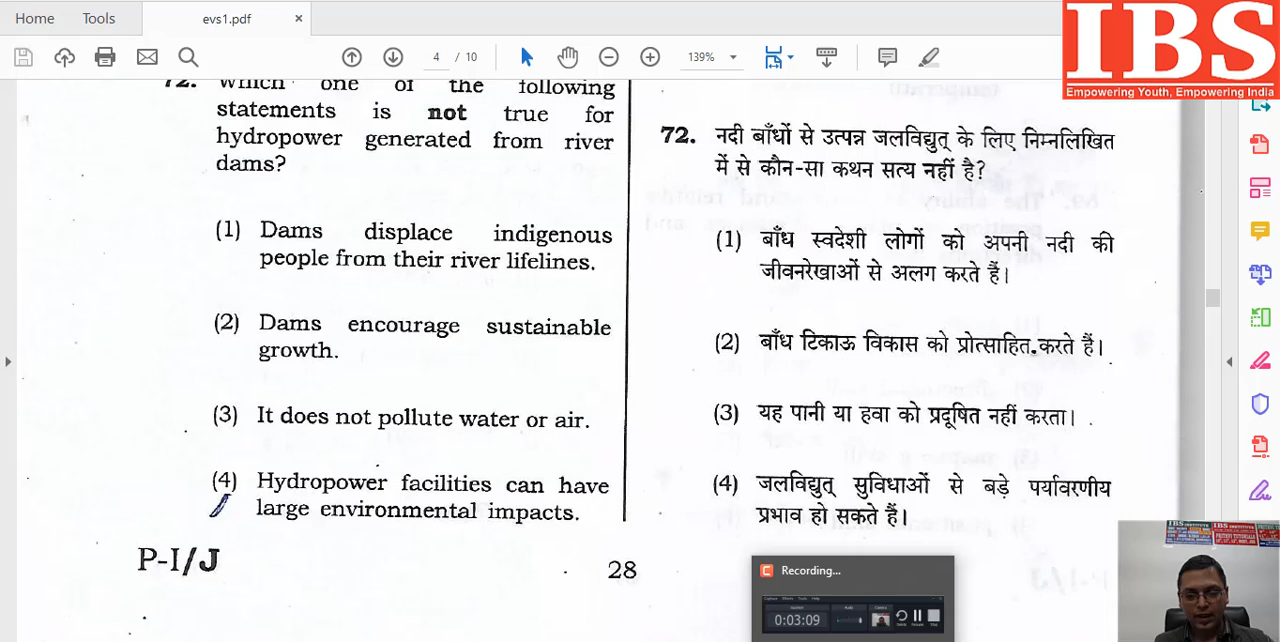 Home Tools evs1.pdf ×
4 / 10 139%
IBS
Empowering Youth, Empowering India
72. Which one of the following
statements is not true for
hydropower generated from river
dams?
(1) Dams displace indigenous
people from their river lifelines.
(2) Dams encourage sustainable
growth.
(3) It does not pollute water or air.
(4) Hydropower facilities can have
large environmental impacts.
P-I/J
28
72. नदी बाँधों से उत्पन्न जलविद्युत् के लिए निम्नलिखित
में से कौन-सा कथन सत्य नहीं है?
(1) बाँध स्वदेशी लोगों को अपनी नदी की
जीवनरेखाओं से अलग करते हैं।
(2) बाँध टिकाऊ विकास को प्रोत्साहित करते हैं।
(3) यह पानी या हवा को प्रदूषित नहीं करता।
(4) जलविद्युत् सुविधाओं से बड़े पर्यावरणीय
प्रभाव हो सकते हैं।
Recording...
0:03:09